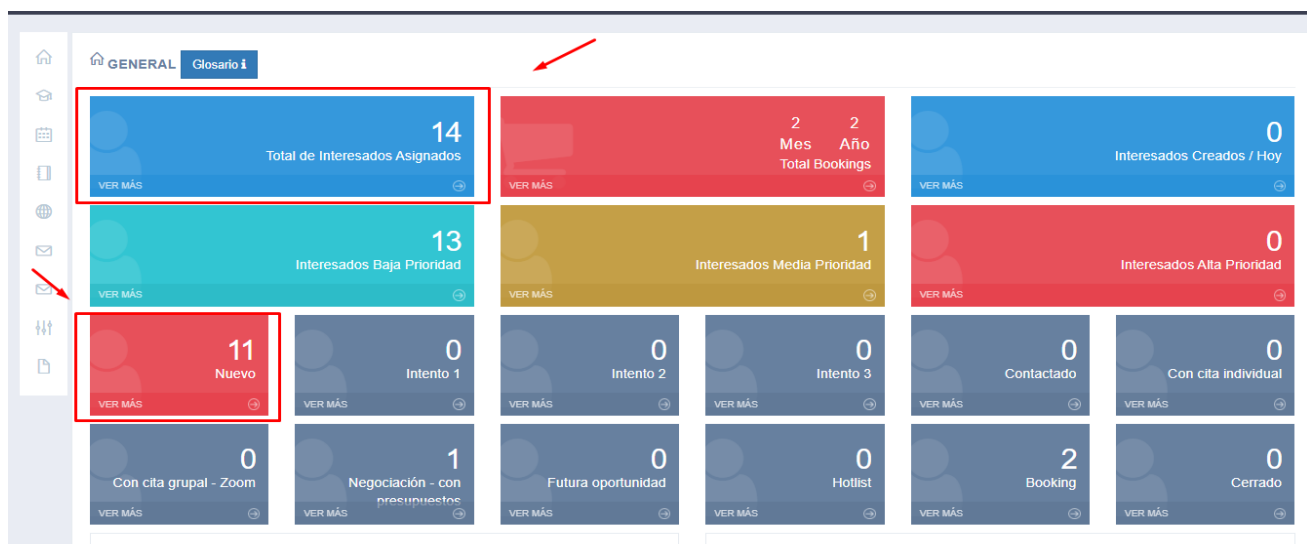 GENERAL Glosario i
14
Total de Interesados Asignados
VER MÁS
2 2
Mes Año
Total Bookings
VER MÁS
0
Interesados Creados / Hoy
VER MÁS
13
Interesados Baja Prioridad
VER MÁS
1
Interesados Media Prioridad
VER MÁS
0
Interesados Alta Prioridad
VER MÁS
11
Nuevo
VER MÁS
0
Intento 1
VER MÁS
0
Intento 2
VER MÁS
0
Intento 3
VER MÁS
0
Contactado
VER MÁS
0
Con cita individual
VER MÁS
0
Con cita grupal - Zoom
VER MÁS
1
Negociación - con
presupuestos
VER MÁS
0
Futura oportunidad
VER MÁS
0
Hotlist
VER MÁS
2
Booking
VER MÁS
0
Cerrado
VER MÁS